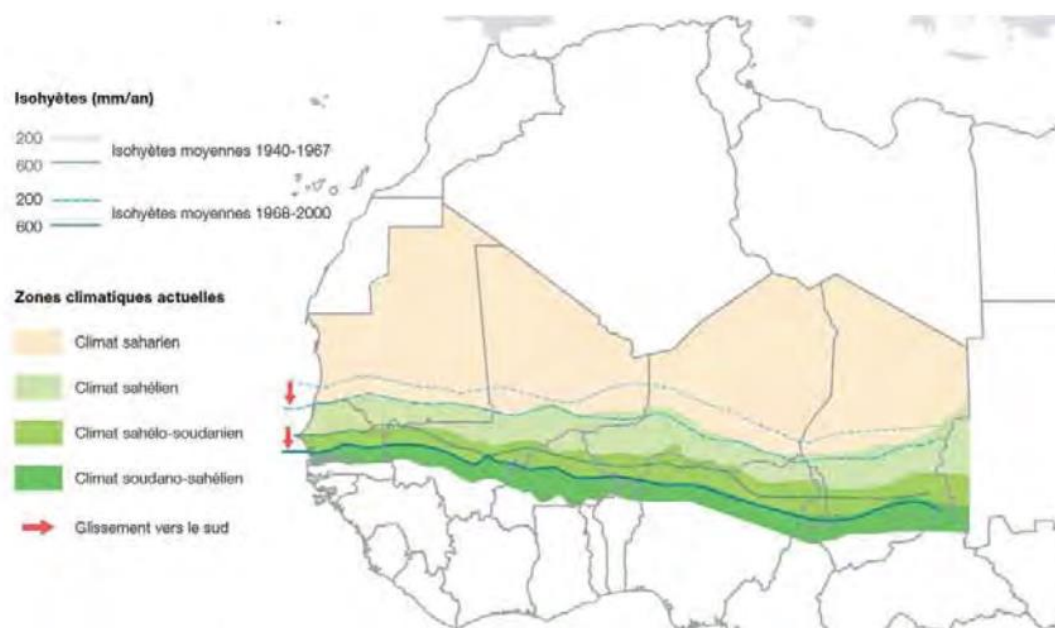 Isohyètes (mm/an)
200
600
Isohyètes moyennes 1940-1967
200
600
Isohyètes moyennes 1968-2000
Zones climatiques actuelles
Climat saharien
Climat sahélien
Climat sahélo-soudanien
Climat soudano-sahélien
Glissement vers le sud